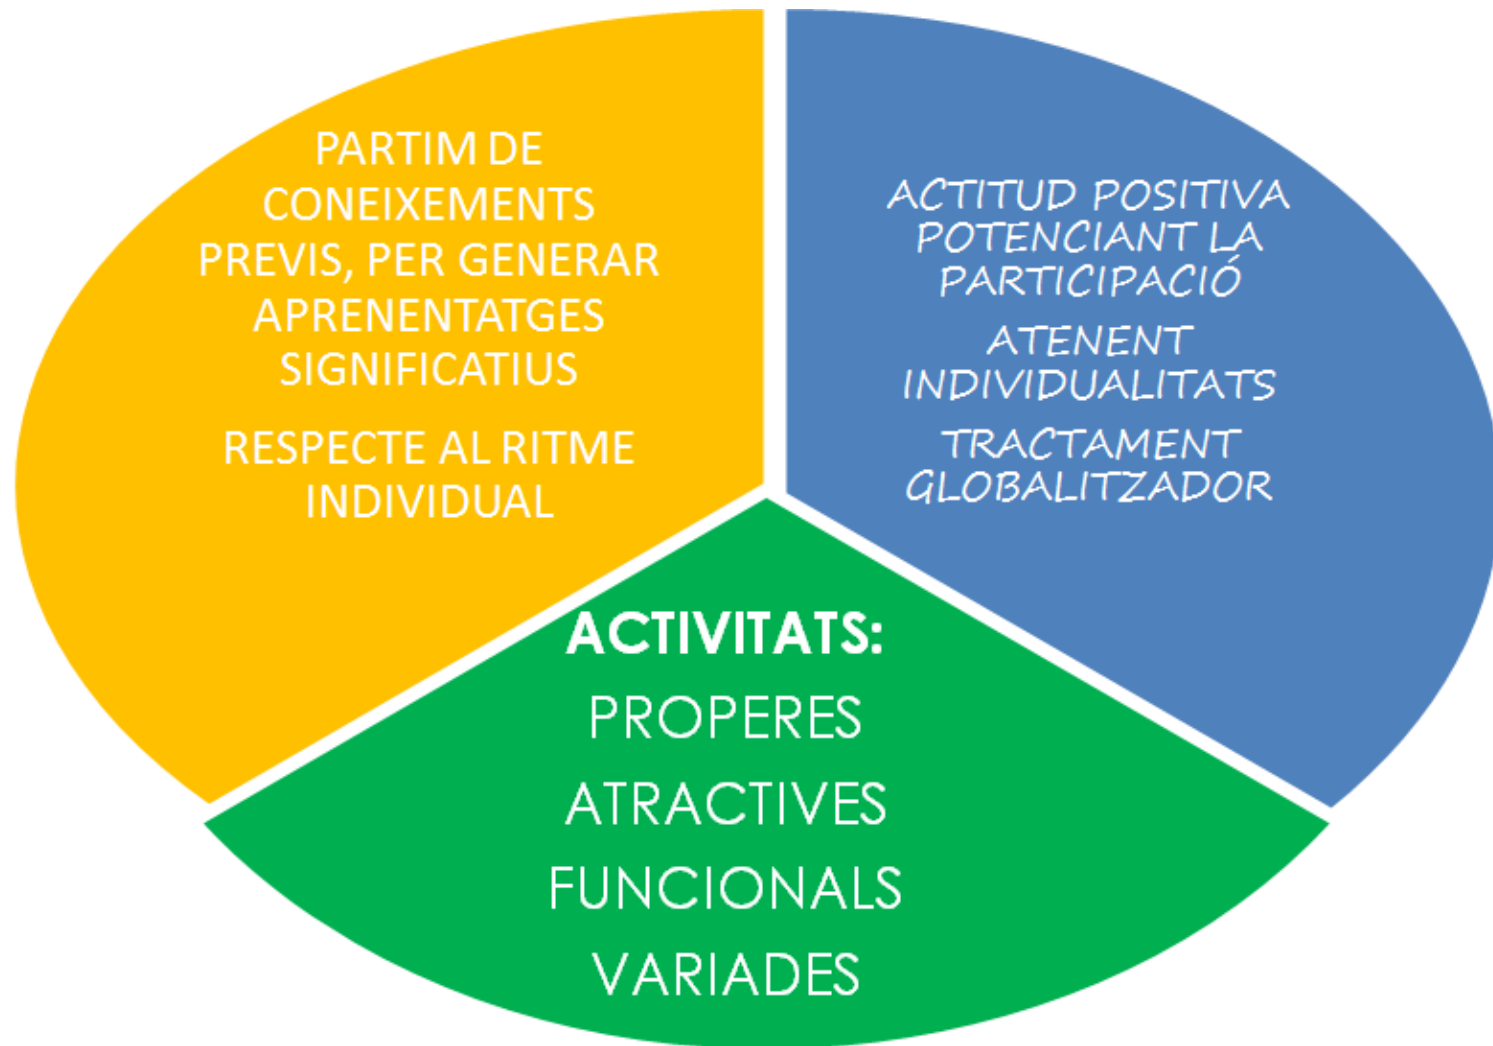 PARTIM DE
CONEIXEMENTS
PREVIS, PER GENERAR
APRENENTATGES
SIGNIFICATIUS
RESPECTE AL RITME
INDIVIDUAL
ACTITUD POSITIVA
POTENCIANT LA
PARTICIPACIÓ
ATENENT
INDIVIDUALITATS
TRACTAMENT
GLOBALITZADOR
ACTIVITATS:
PROPERES
ATRACTIVES
FUNCIONALS
VARIADES